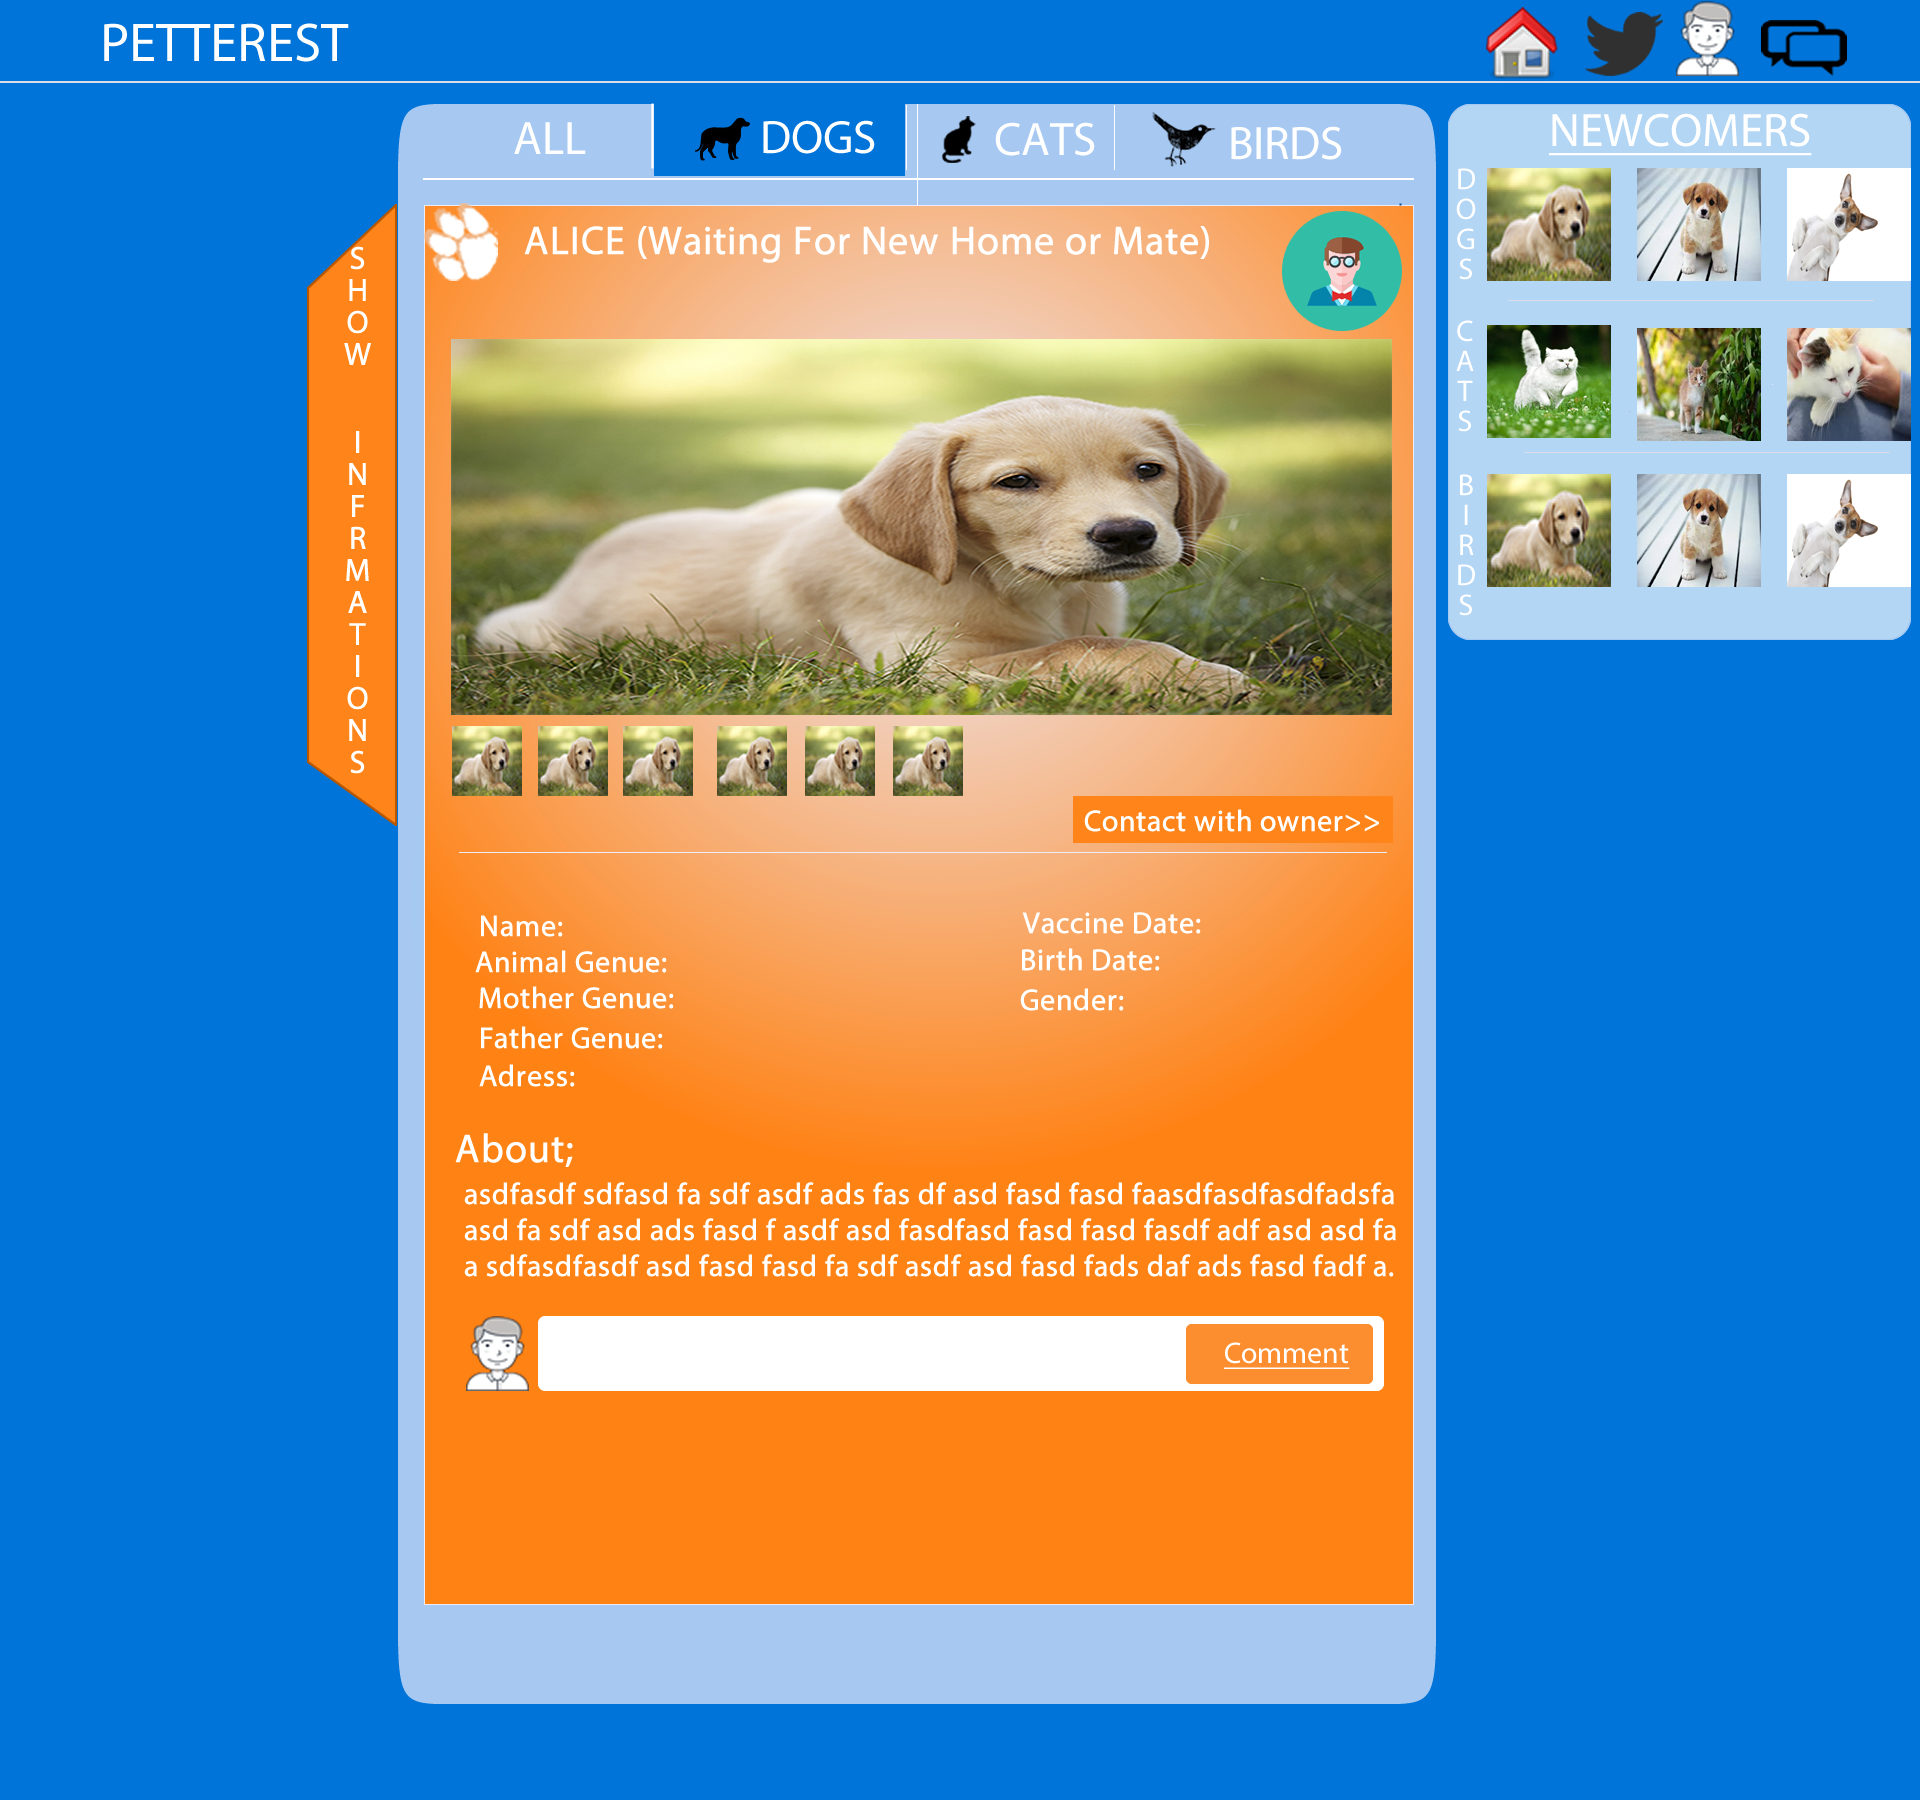 PETTEREST
ALL
DOGS
CATS
BIRDS
NEWCOMERS
DOGS
CATS
BIRDS
SHOW INFRMATIONS
ALICE (Waiting For New Home or Mate)
Contact with owner>>
Name:
Animal Genue:
Mother Genue:
Father Genue:
Adress:
Vaccine Date:
Birth Date:
Gender:
About;
asdfasdf sdfasd fa sdf asdf ads fas df asd fasd fasd faasdfasdfasdfadsfa
asd fa sdf asd ads fasd f asdf asd fasdfasd fasd fasd fasdf adf asd asd fa
a sdfasdfasdf asd fasd fasd fa sdf asdf asd fasd fads daf ads fasd fadf a.
Comment